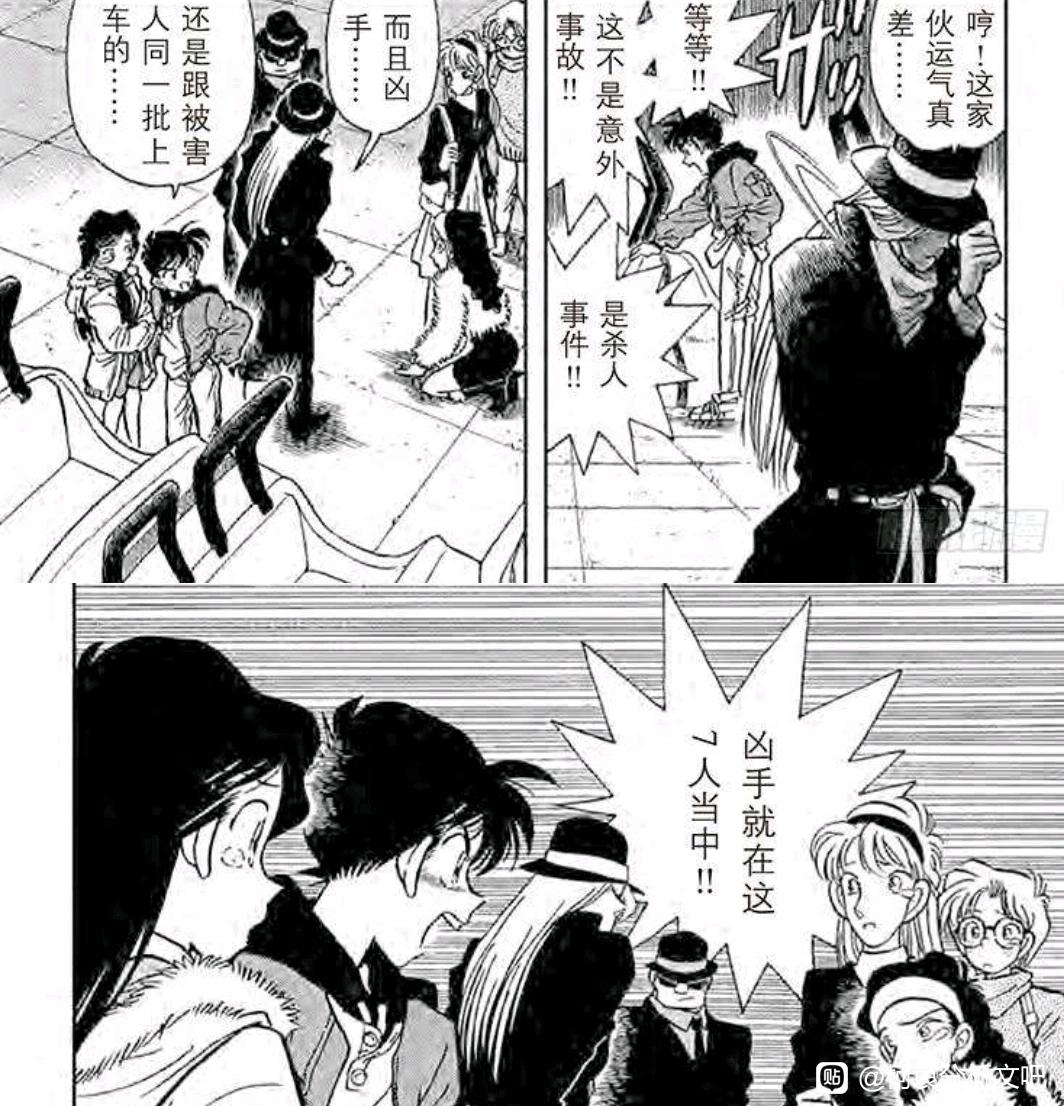 哼！这家
伙运气真
差……
等等！！
这不是意外
事故！！
是杀人
事件！！
而且凶
手……
还是跟被害
人同一批上
车的……
凶手就在这
7人当中！！